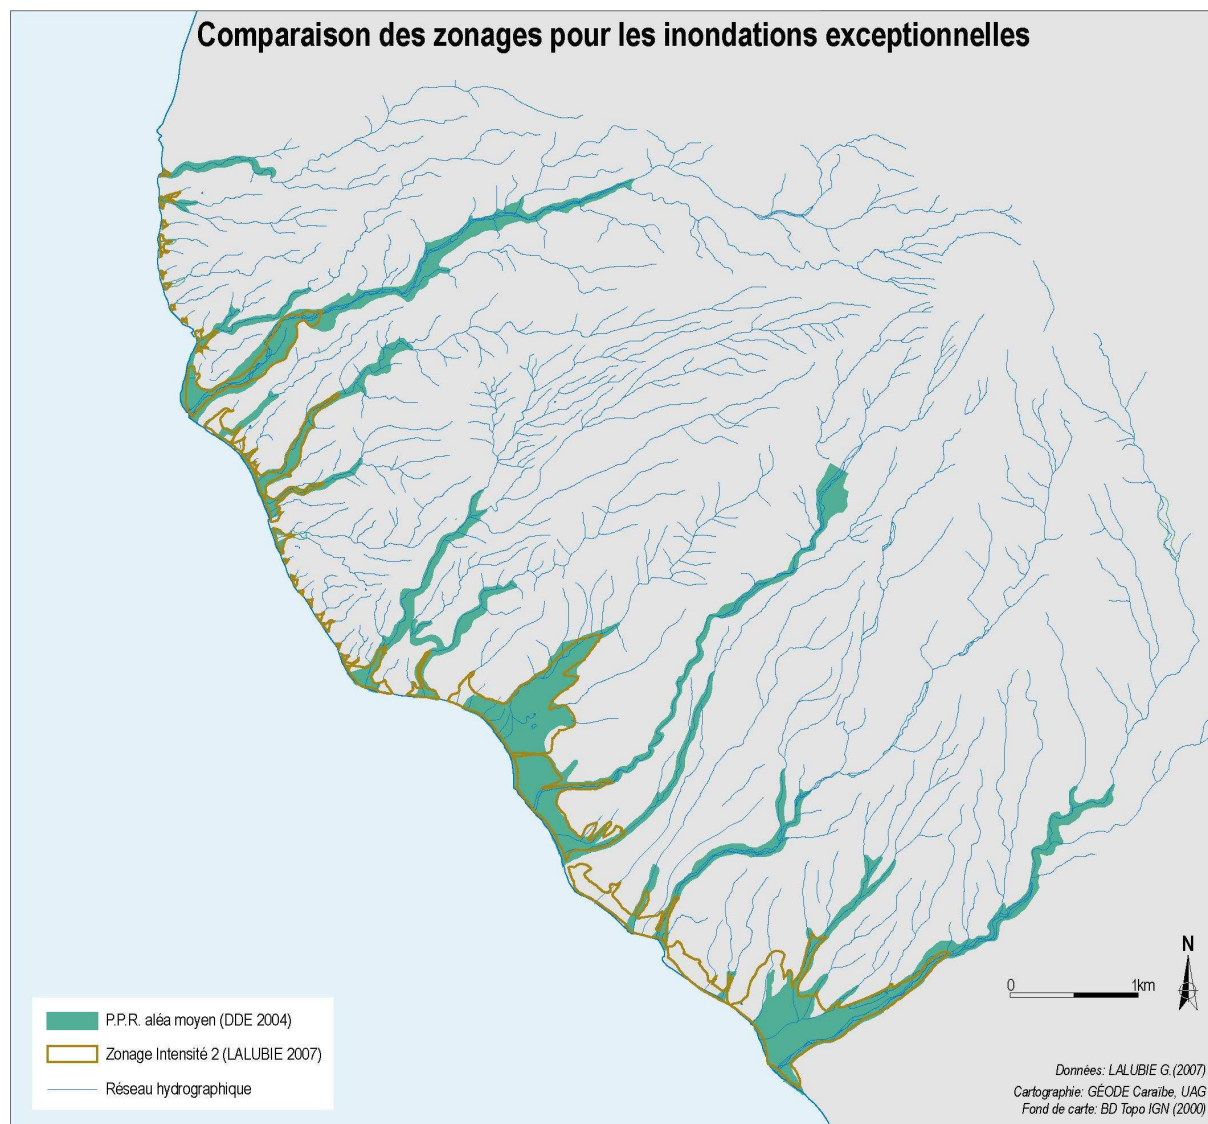 Comparaison des zonages pour les inondations exceptionnelles
N
0 1km
P.P.R. aléa moyen (DDE 2004)
Zonage Intensité 2 (LALUBIE 2007)
Réseau hydrographique
Données: LALUBIE G.(2007)
Cartographie: GÉODE Caraïbe, UAG
Fond de carte: BD Topo IGN (2000)